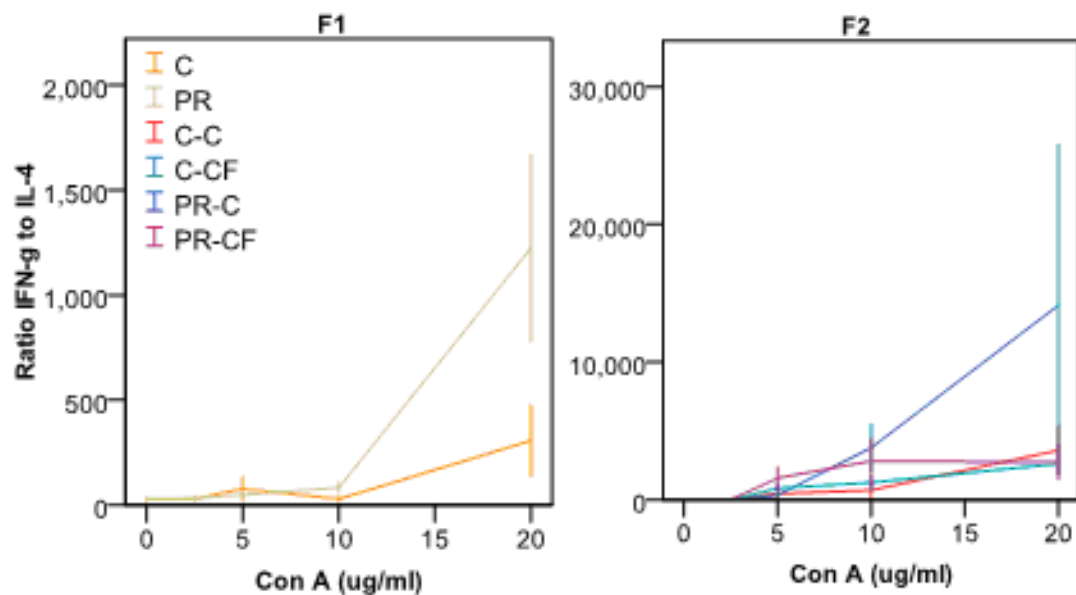 F1
2,000
1,500
1,000
500
0
Ratio IFN-g to IL-4
C
PR
C-C
C-CF
PR-C
PR-CF
0 5 10 15 20
Con A (ug/ml)
F2
30,000
20,000
10,000
0
0 5 10 15 20
Con A (ug/ml)